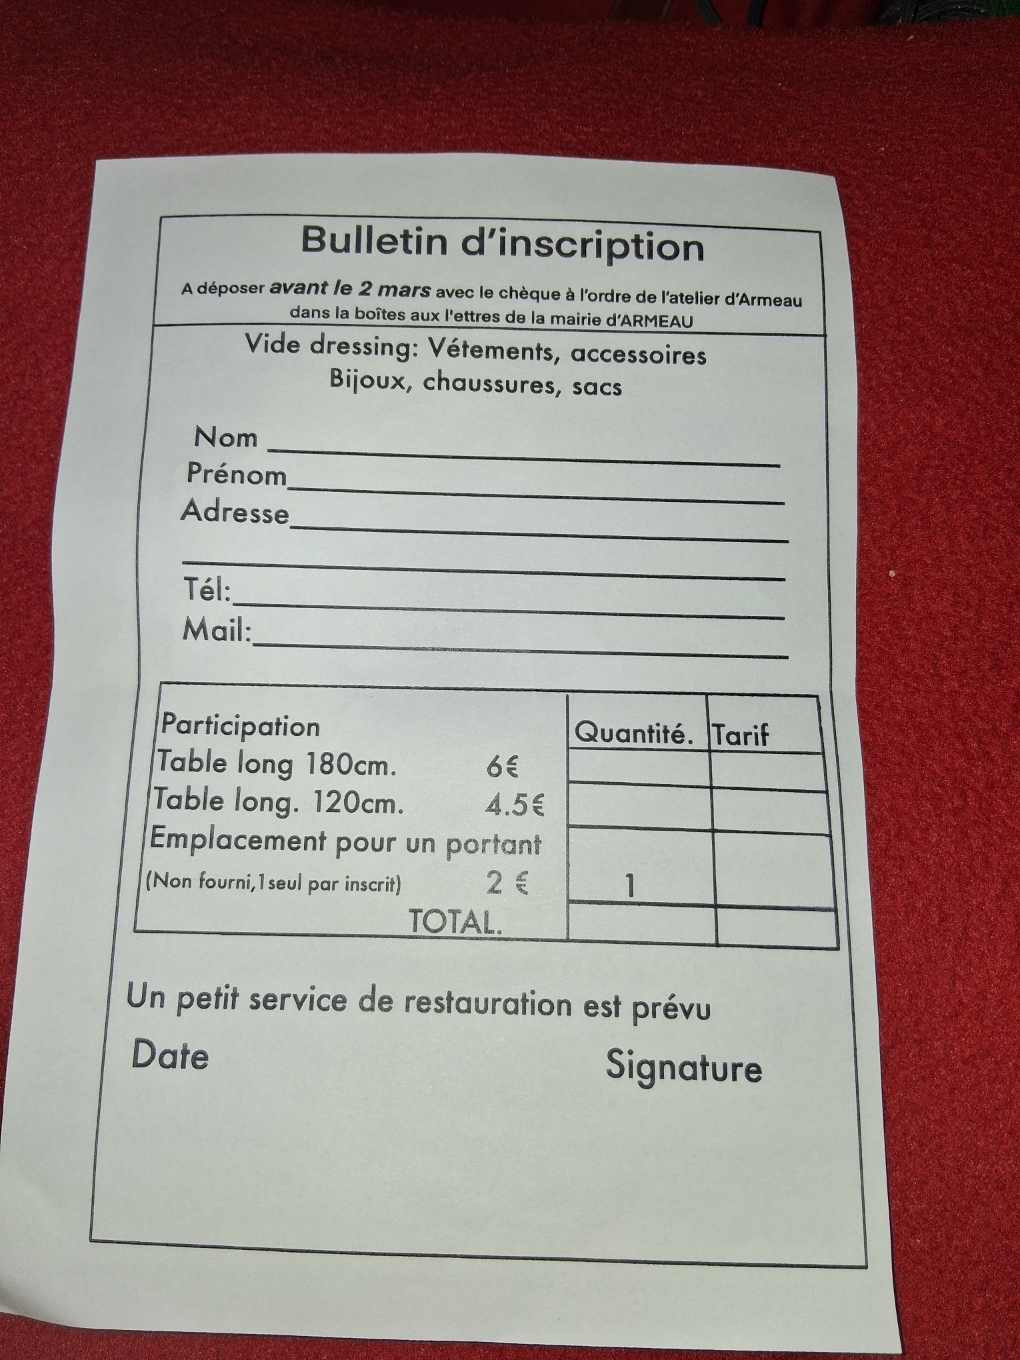 Bulletin d'inscription
A déposer avant le 2 mars avec le chèque à l'ordre de l'atelier d'Armeau
dans la boîtes aux l'ettres de la mairie d'ARMEAU
Vide dressing: Vétements, accessoires
Bijoux, chaussures, sacs
Nom
Prénom
Adresse
Tél:
Mail:
Participation Quantité. Tarif
Table long 180cm. 6€
Table long. 120cm. 4.5€
Emplacement pour un portant
(Non fourni, 1 seul par inscrit) 2 € 1
TOTAL.
Un petit service de restauration est prévu
Date Signature